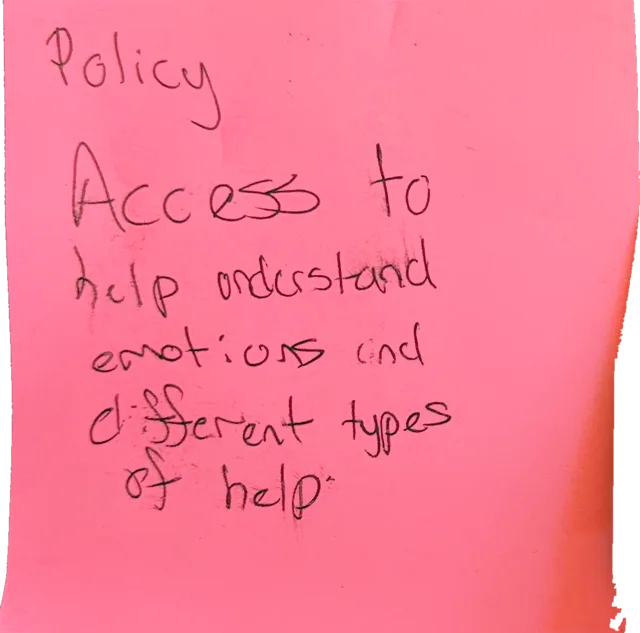 Policy
Access to
help understand
emotions and
different types
of help